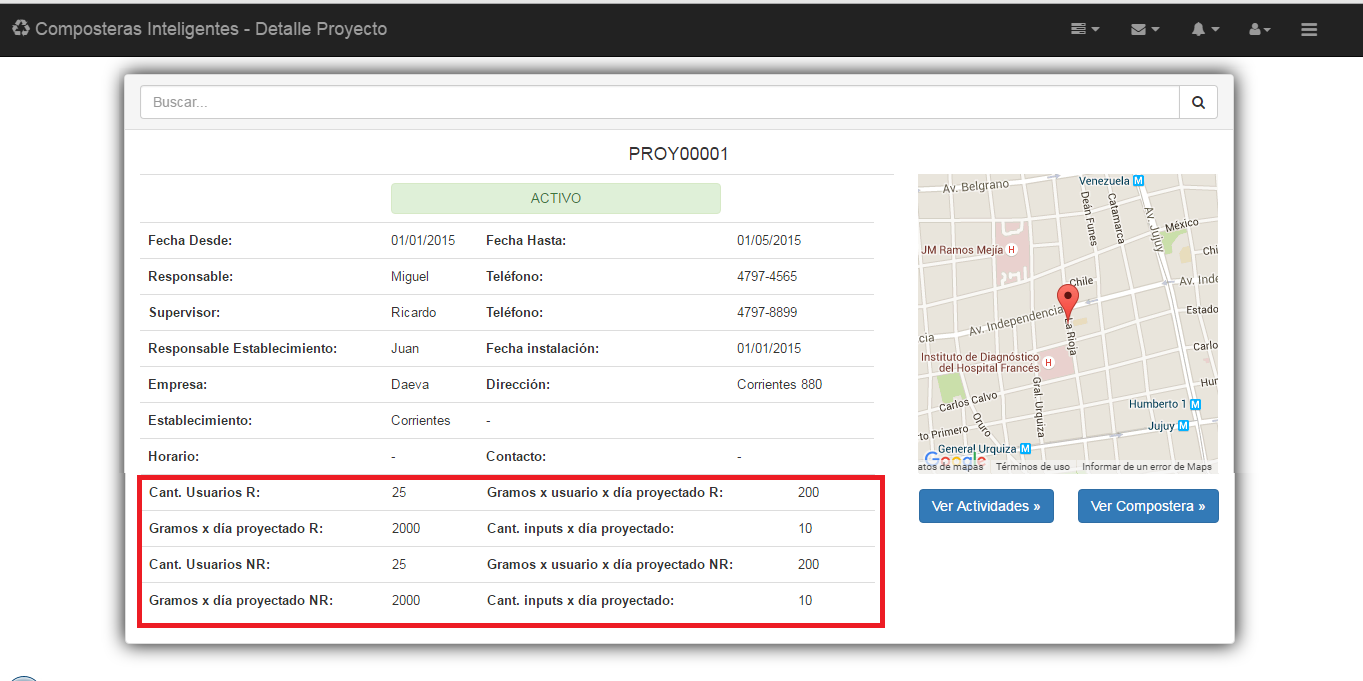 Composteras Inteligentes - Detalle Proyecto
Buscar...
PROY00001
ACTIVO
Fecha Desde: 01/01/2015 Fecha Hasta: 01/05/2015
Responsable: Miguel Teléfono: 4797-4565
Supervisor: Ricardo Teléfono: 4797-8899
Responsable Establecimiento: Juan Fecha instalación: 01/01/2015
Empresa: Daeva Dirección: Corrientes 880
Establecimiento: Corrientes -
Horario: - Contacto: -
Cant. Usuarios R: 25 Gramos x usuario x día proyectado R: 200
Gramos x día proyectado R: 2000 Cant. inputs x día proyectado: 10
Cant. Usuarios NR: 25 Gramos x usuario x día proyectado NR: 200
Gramos x día proyectado NR: 2000 Cant. inputs x día proyectado: 10
Av. Belgrano
Venezuela M
Deán Funes
Catamarca
Av. Jujuy
México
JM Ramos Mejía H
Chi
Chile
Av. Inde
Av. Independencia
Estado
cia
La Rioja
Carlo
Instituto de Diagnóstico
del Hospital Francés H
Hur
Gral. Urquiza
Carlos Calvo
Humberto 1 M
Oruro
Jujuy M
to Primero
General Urquiza M
Google
atos de mapas Términos de uso Informar de un error de Maps
Ver Actividades »
Ver Compostera »